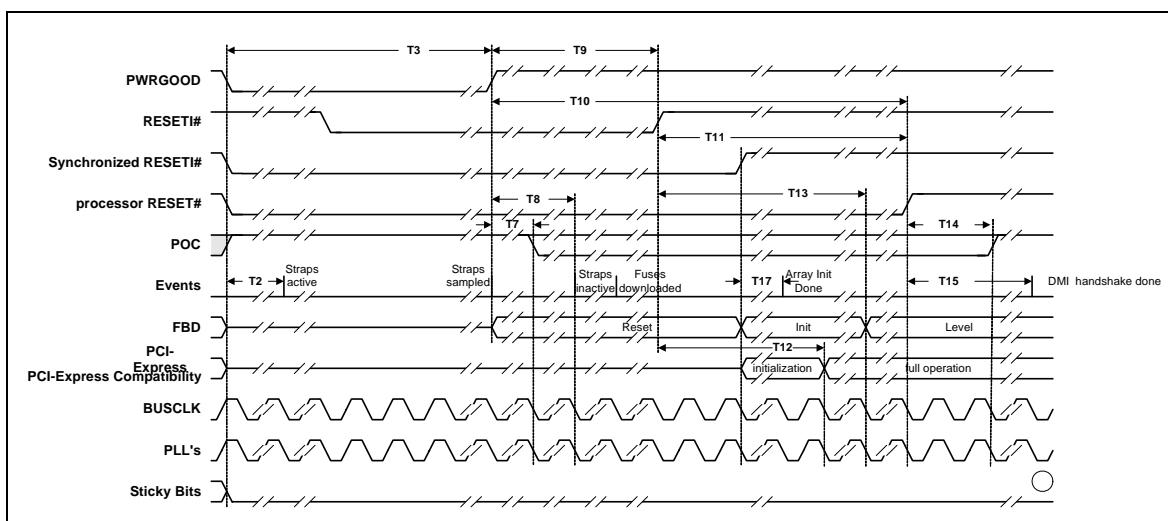 T3
T9
PWRGOOD
T10
RESETI#
T11
Synchronized RESETI#
T13
T8
processor RESET#
T7
T14
POC
Events
T2
Straps
active
Straps
sampled
Straps
inactive
Fuses
downloaded
T17
Array Init
Done
T15
DMI handshake done
FBD
Reset
Init
Level
T12
PCI-
Express
PCI-Express Compatibility
initialization
full operation
BUSCLK
PLL's
Sticky Bits